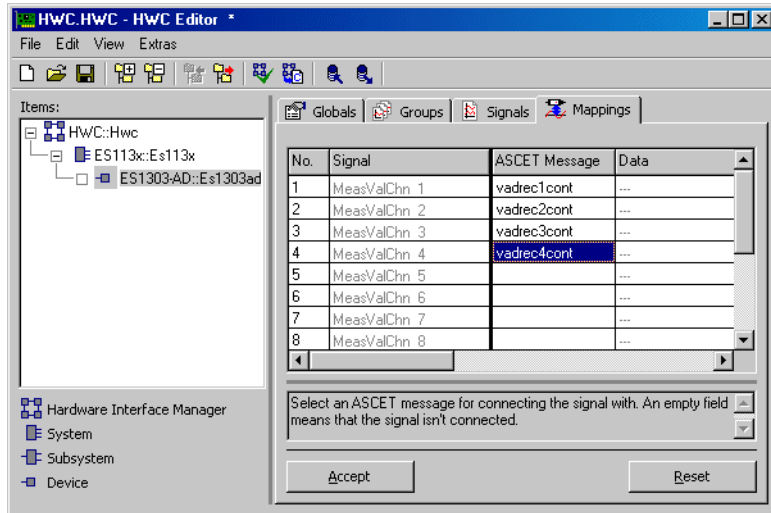 HWC.HWC - HWC Editor *
File Edit View Extras
Items:
HWC::Hwc
ES113x::Es113x
ES1303-AD::Es1303ad
Hardware Interface Manager
System
Subsystem
Device
Globals Groups Signals Mappings
No. Signal ASCET Message Data
1 MeasValChn 1 vadrec1cont ---
2 MeasValChn 2 vadrec2cont ---
3 MeasValChn 3 vadrec3cont ---
4 MeasValChn 4 vadrec4cont ---
5 MeasValChn 5 ---
6 MeasValChn 6 ---
7 MeasValChn 7 ---
8 MeasValChn 8 ---
Select an ASCET message for connecting the signal with. An empty field
means that the signal isn't connected.
Accept Reset